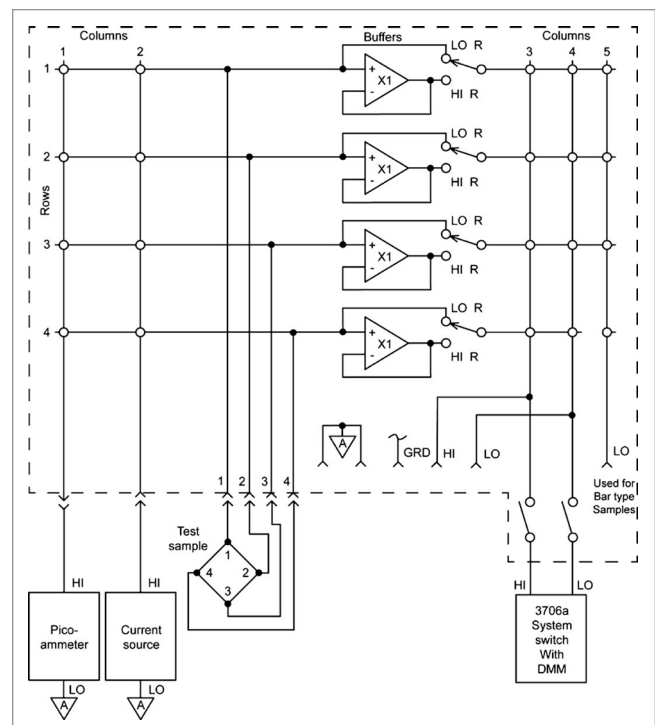 Columns
Buffers
Columns
1
2
3
4
5
LO R
1
+
-
X1
HI R
LO R
2
+
-
X1
HI R
Rows
LO R
3
+
-
X1
HI R
LO R
4
+
-
X1
HI R
A
GRD
HI
LO
LO
Used for
Bar type
Samples
1
2
3
4
Test
sample
1
4
2
3
HI
HI
HI
LO
Pico-
ammeter
Current
source
3706a
System
switch
With
DMM
LO
LO
A
A